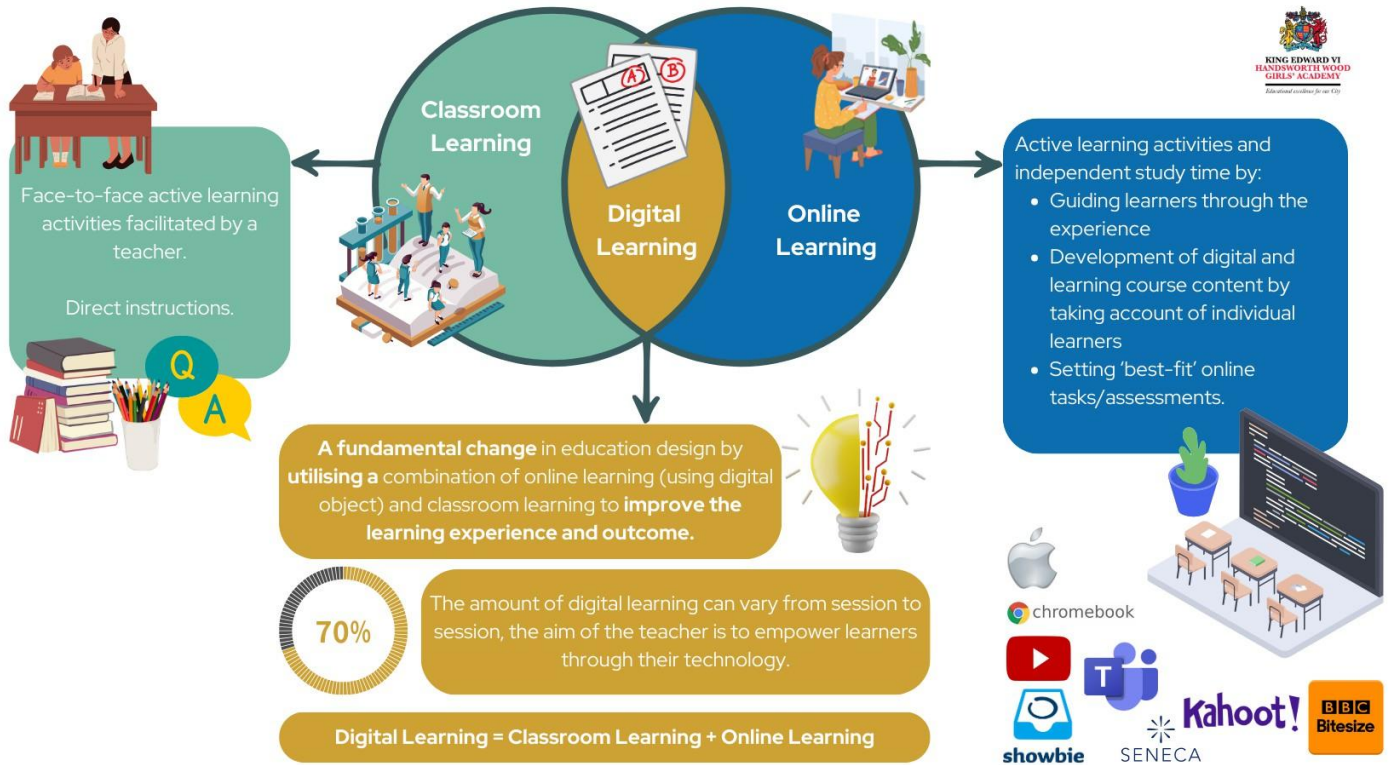 KING EDWARD VI
HANDSWORTH WOOD
GIRLS' ACADEMY
Educational excellence for our City
Classroom
Learning
A
B
Digital
Learning
Online
Learning
Face-to-face active learning
activities facilitated by a
teacher.
Direct instructions.
Q
A
Active learning activities and
independent study time by:
• Guiding learners through the
experience
• Development of digital and
learning course content by
taking account of individual
learners
• Setting ‘best-fit’ online
tasks/assessments.
A fundamental change in education design by
utilising a combination of online learning (using digital
object) and classroom learning to improve the
learning experience and outcome.
70%
The amount of digital learning can vary from session to
session, the aim of the teacher is to empower learners
through their technology.
Digital Learning = Classroom Learning + Online Learning
chromebook
T
showbie
SENECA
Kahoot!
BBC
Bitesize